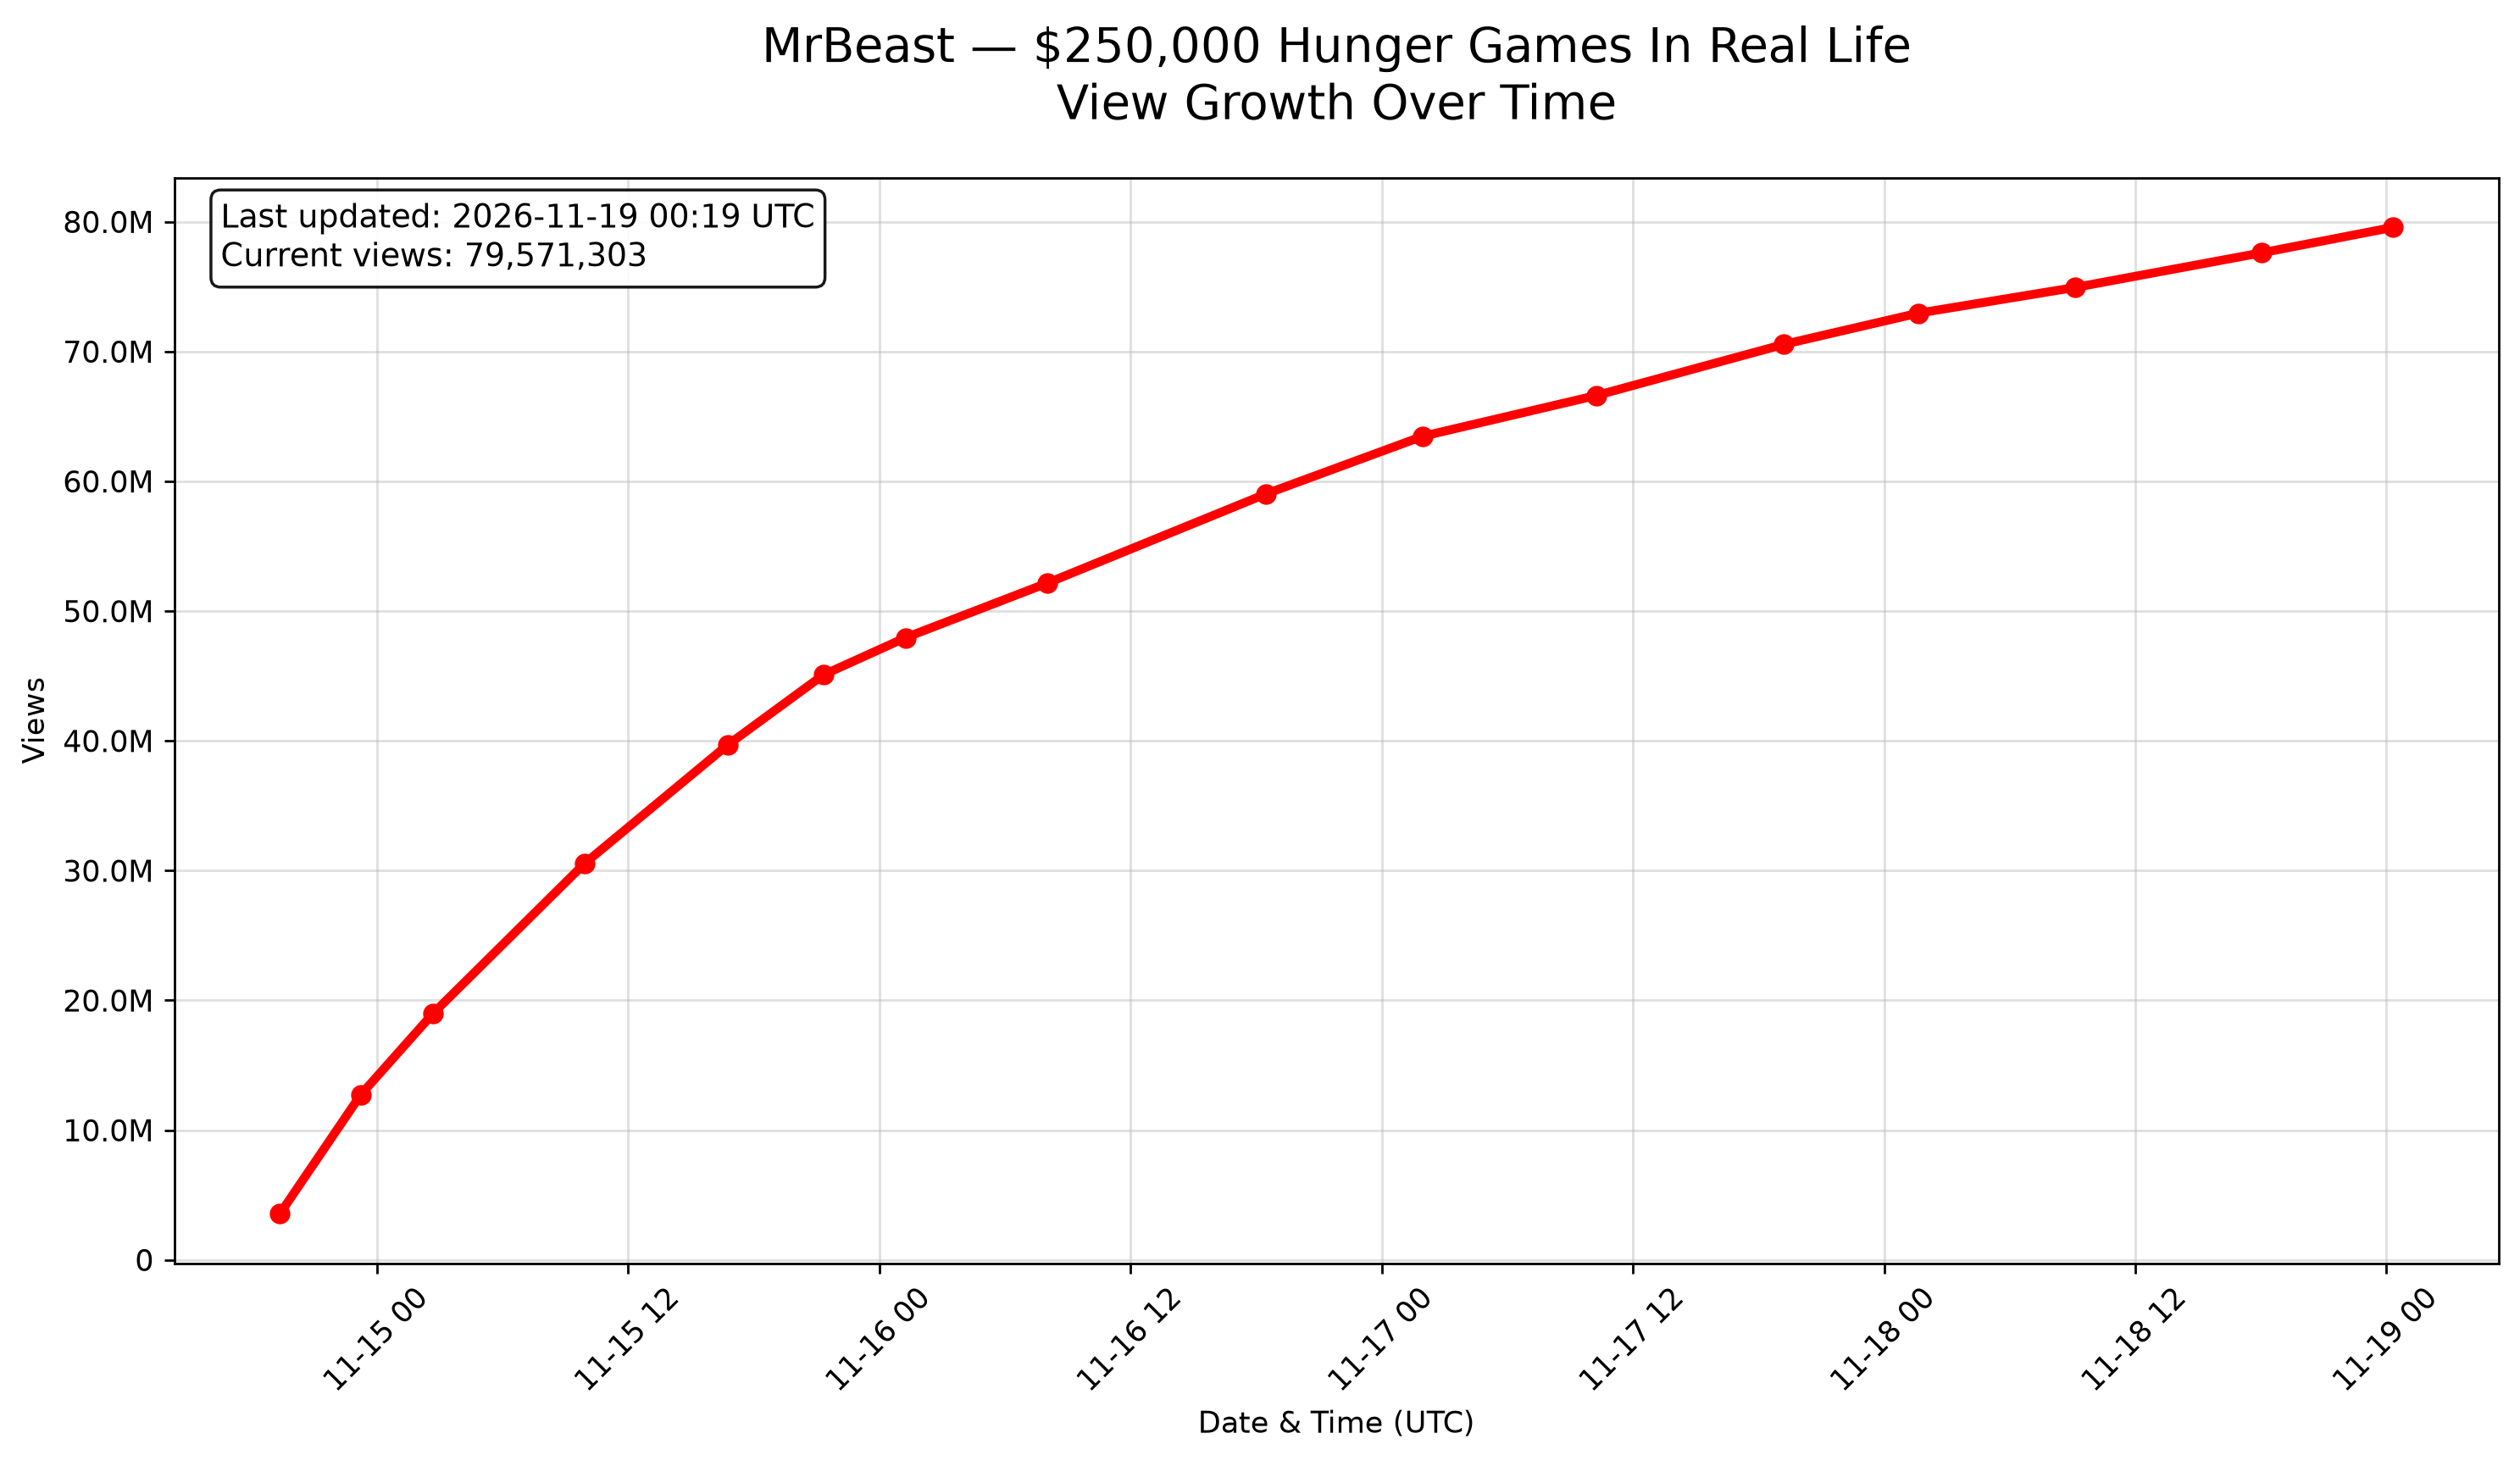 MrBeast — $250,000 Hunger Games In Real Life
View Growth Over Time
Last updated: 2026-11-19 00:19 UTC
Current views: 79,571,303
80.0M
70.0M
60.0M
50.0M
40.0M
30.0M
20.0M
10.0M
0
Views
11-15 00
11-15 12
11-16 00
11-16 12
11-17 00
11-17 12
11-18 00
11-18 12
11-19 00
Date & Time (UTC)